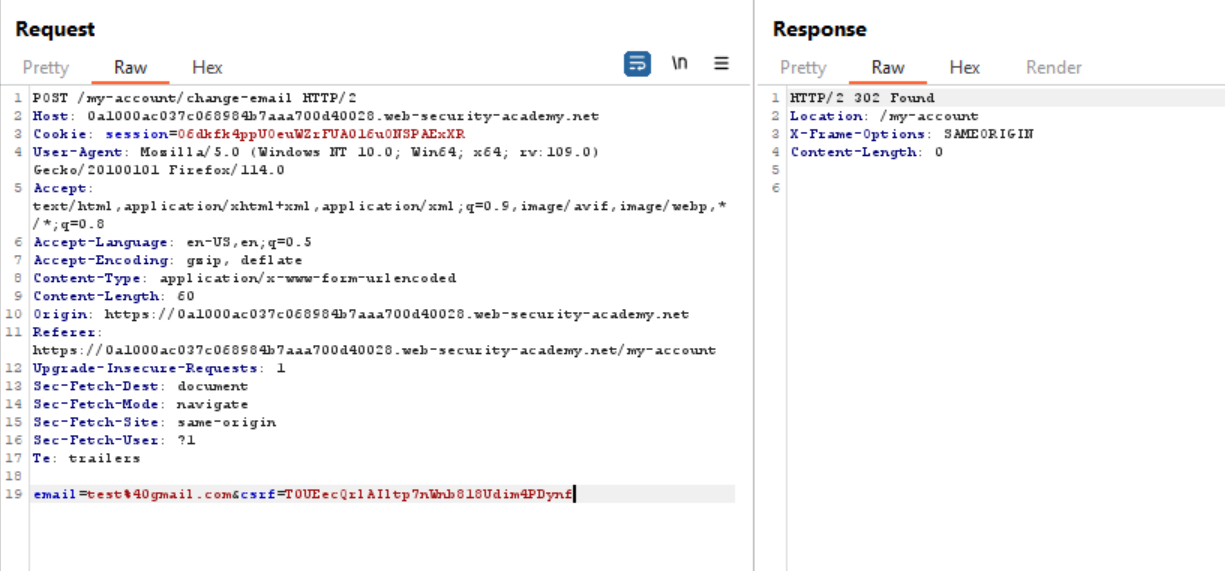 Request
Pretty Raw Hex
\n
1 POST /my-account/change-email HTTP/2
2 Host: 0a1000ac037c068984b7aaa700d40028.web-security-academy.net
3 Cookie: session=06dkfk4ppU0euWZrFUA0l6u0NSPAExXR
4 User-Agent: Mozilla/5.0 (Windows NT 10.0; Win64; x64; rv:109.0)
Gecko/20100101 Firefox/114.0
5 Accept:
text/html,application/xhtml+xml,application/xml;q=0.9,image/avif,image/webp,*
/*;q=0.8
6 Accept-Language: en-US,en;q=0.5
7 Accept-Encoding: gzip, deflate
8 Content-Type: application/x-www-form-urlencoded
9 Content-Length: 60
10 Origin: https://0a1000ac037c068984b7aaa700d40028.web-security-academy.net
11 Referer:
https://0a1000ac037c068984b7aaa700d40028.web-security-academy.net/my-account
12 Upgrade-Insecure-Requests: 1
13 Sec-Fetch-Dest: document
14 Sec-Fetch-Mode: navigate
15 Sec-Fetch-Site: same-origin
16 Sec-Fetch-User: ?1
17 Te: trailers
18
19 email=test%40gmail.com&csrf=T0UEecQrlAIltp7nWnb8l8Udim4PDynf
Response
Pretty Raw Hex Render
1 HTTP/2 302 Found
2 Location: /my-account
3 X-Frame-Options: SAMEORIGIN
4 Content-Length: 0
5
6